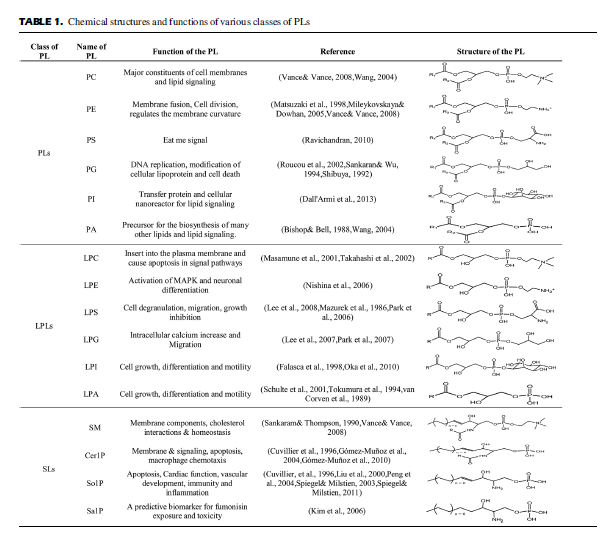 TABLE 1. Chemical structures and functions of various classes of PLs
Class of PL Name of PL Function of the PL Reference Structure of the PL
PLs
PC Major constituents of cell membranes and lipid signaling (Vance& Vance, 2008,Wang, 2004)
PE Membrane fusion, Cell division, regulates the membrane curvature (Matsuzaki et al., 1998,Mileykovskaya& Dowhan, 2005,Vance& Vance, 2008)
PS Eat me signal (Ravichandran, 2010)
PG DNA replication, modification of cellular lipoprotein and cell death (Roucou et al., 2002,Sankaran& Wu, 1994,Shibuya, 1992)
PI Transfer protein and cellular nanoreactor for lipid signaling (Dall'Armi et al., 2013)
PA Precursor for the biosynthesis of many other lipids and lipid signaling. (Bishop& Bell, 1988,Wang, 2004)
LPLs
LPC Insert into the plasma membrane and cause apoptosis in signal pathways (Masamune et al., 2001,Takahashi et al., 2002)
LPE Activation of MAPK and neuronal differentiation (Nishina et al., 2006)
LPS Cell degranulation, migration, growth inhibition (Lee et al., 2008,Mazurek et al., 1986,Park et al., 2006)
LPG Intracellular calcium increase and Migration (Lee et al., 2007,Park et al., 2007)
LPI Cell growth, differentiation and motility (Falasca et al., 1998,Oka et al., 2010)
LPA Cell growth, differentiation and motility (Schulte et al., 2001,Tokumura et al., 1994,van Corven et al., 1989)
SLs
SM Membrane components, cholesterol interactions & homeostasis (Sankaram& Thompson, 1990,Vance& Vance, 2008)
Cer1P Membrane & signaling, apoptosis, macrophage chemotaxis (Cuvillier et al., 1996,Gómez-Muñoz et al., 2004,Gómez-Muñoz et al., 2010)
So1P Apoptosis, Cardiac function, vascular development, immunity and inflammation (Cuvillier, et al., 1996,Liu et al., 2000,Peng et al., 2004,Spiegel& Milstien, 2003,Spiegel& Milstien, 2011)
Sa1P A predictive biomarker for fumonisin exposure and toxicity (Kim et al., 2006)